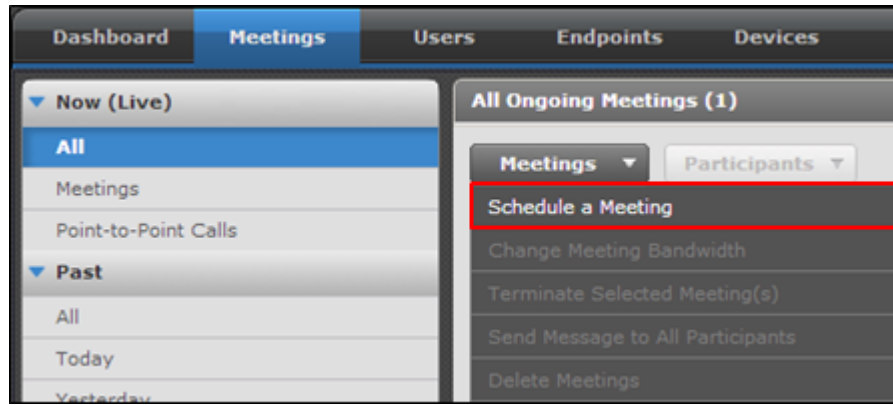 Dashboard Meetings Users Endpoints Devices
Now (Live)
All
Meetings
Point-to-Point Calls
Past
All
Today
Yesterday
All Ongoing Meetings (1)
Meetings Participants
Schedule a Meeting
Change Meeting Bandwidth
Terminate Selected Meeting(s)
Send Message to All Participants
Delete Meetings